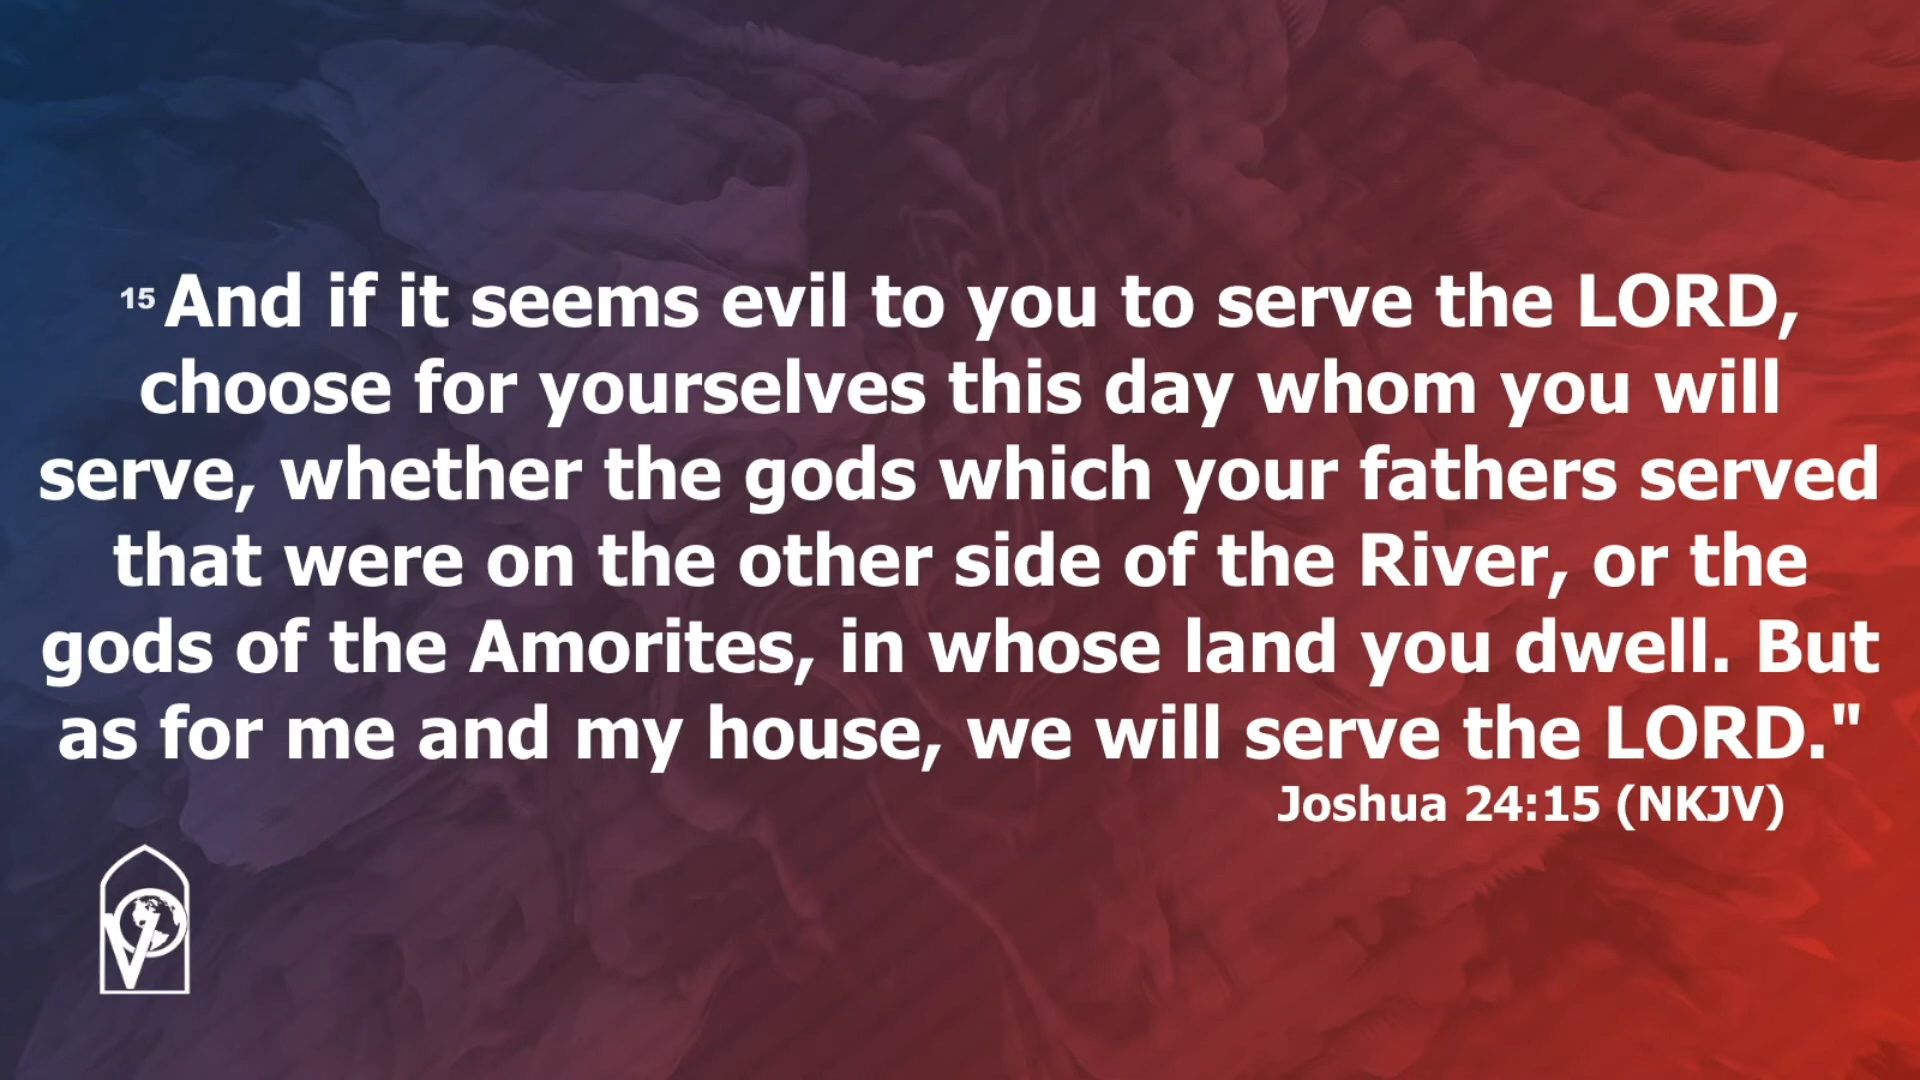 15 And if it seems evil to you to serve the LORD,
choose for yourselves this day whom you will
serve, whether the gods which your fathers served
that were on the other side of the River, or the
gods of the Amorites, in whose land you dwell. But
as for me and my house, we will serve the LORD."
Joshua 24:15 (NKJV)